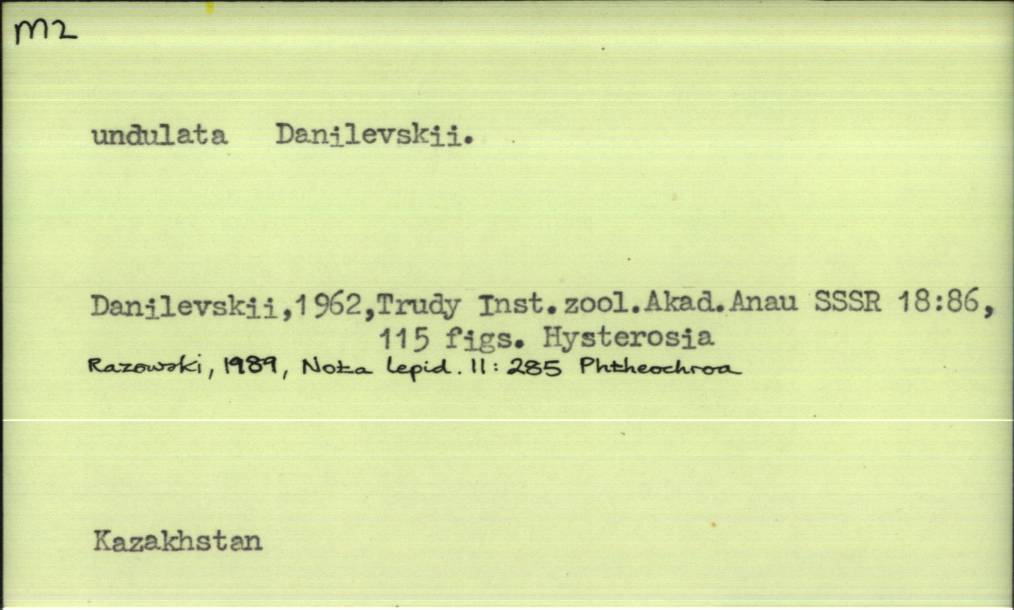 m2
undulata Danilevskii.
Danilevskii,1962,Trudy Inst.zool.Akad.Anau SSSR 18:86,
115 figs. Hysterosia
Razowski, 1989, Nota lepid. 11: 285 Phtheochroa
Kazakhstan